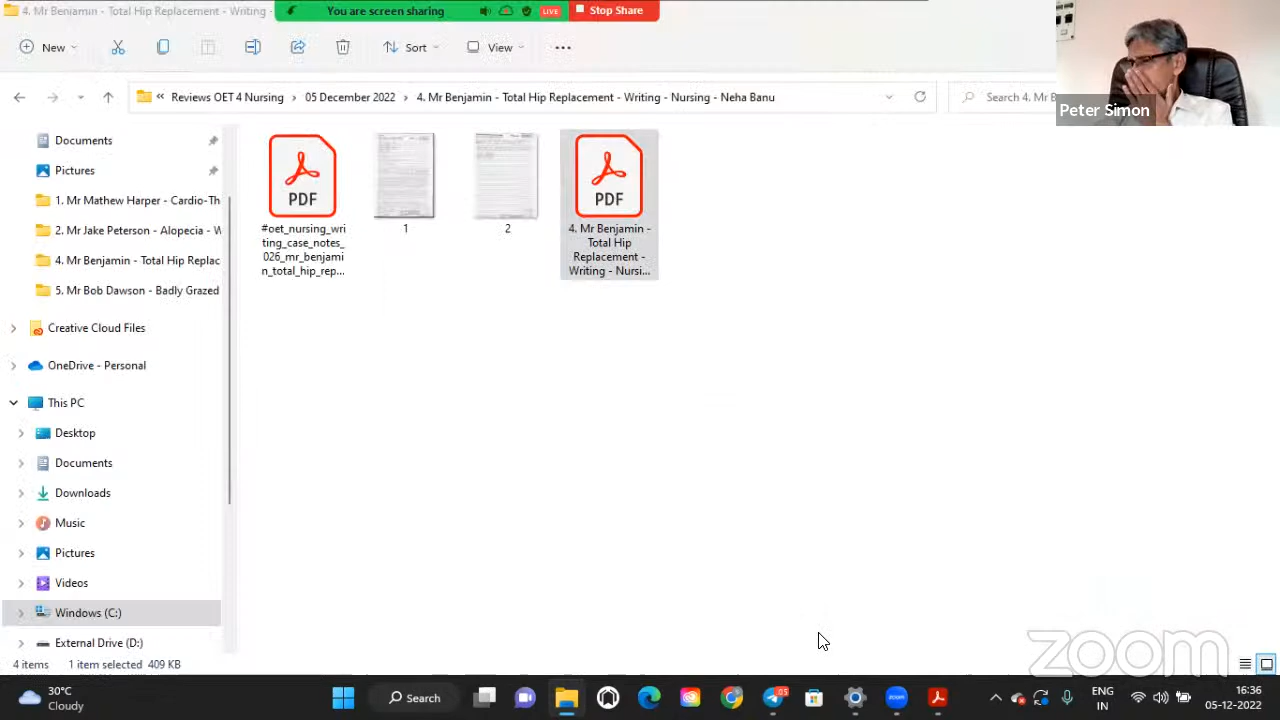 4. Mr Benjamin - Total Hip Replacement - Writing - Nursing -
You are screen sharing
LIVE
Stop Share
New
Sort
View
Reviews OET 4 Nursing > 05 December 2022 > 4. Mr Benjamin - Total Hip Replacement - Writing - Nursing - Neha Banu
Search 4. Mr B
Peter Simon
Documents
Pictures
1. Mr Mathew Harper - Cardio-Th
2. Mr Jake Peterson - Alopecia - W
4. Mr Benjamin - Total Hip Replac
5. Mr Bob Dawson - Badly Grazed
Creative Cloud Files
OneDrive - Personal
This PC
Desktop
Documents
Downloads
Music
Pictures
Videos
Windows (C:)
External Drive (D:)
PDF
#oet_nursing_wri
ting_case_notes_
026_mr_benjami
n_total_hip_rep...
1
2
PDF
4. Mr Benjamin -
Total Hip
Replacement -
Writing - Nursi...
4 items
1 item selected 409 KB
zoom
30°C
Cloudy
Search
05
zoom
ENG
IN
16:36
05-12-2022